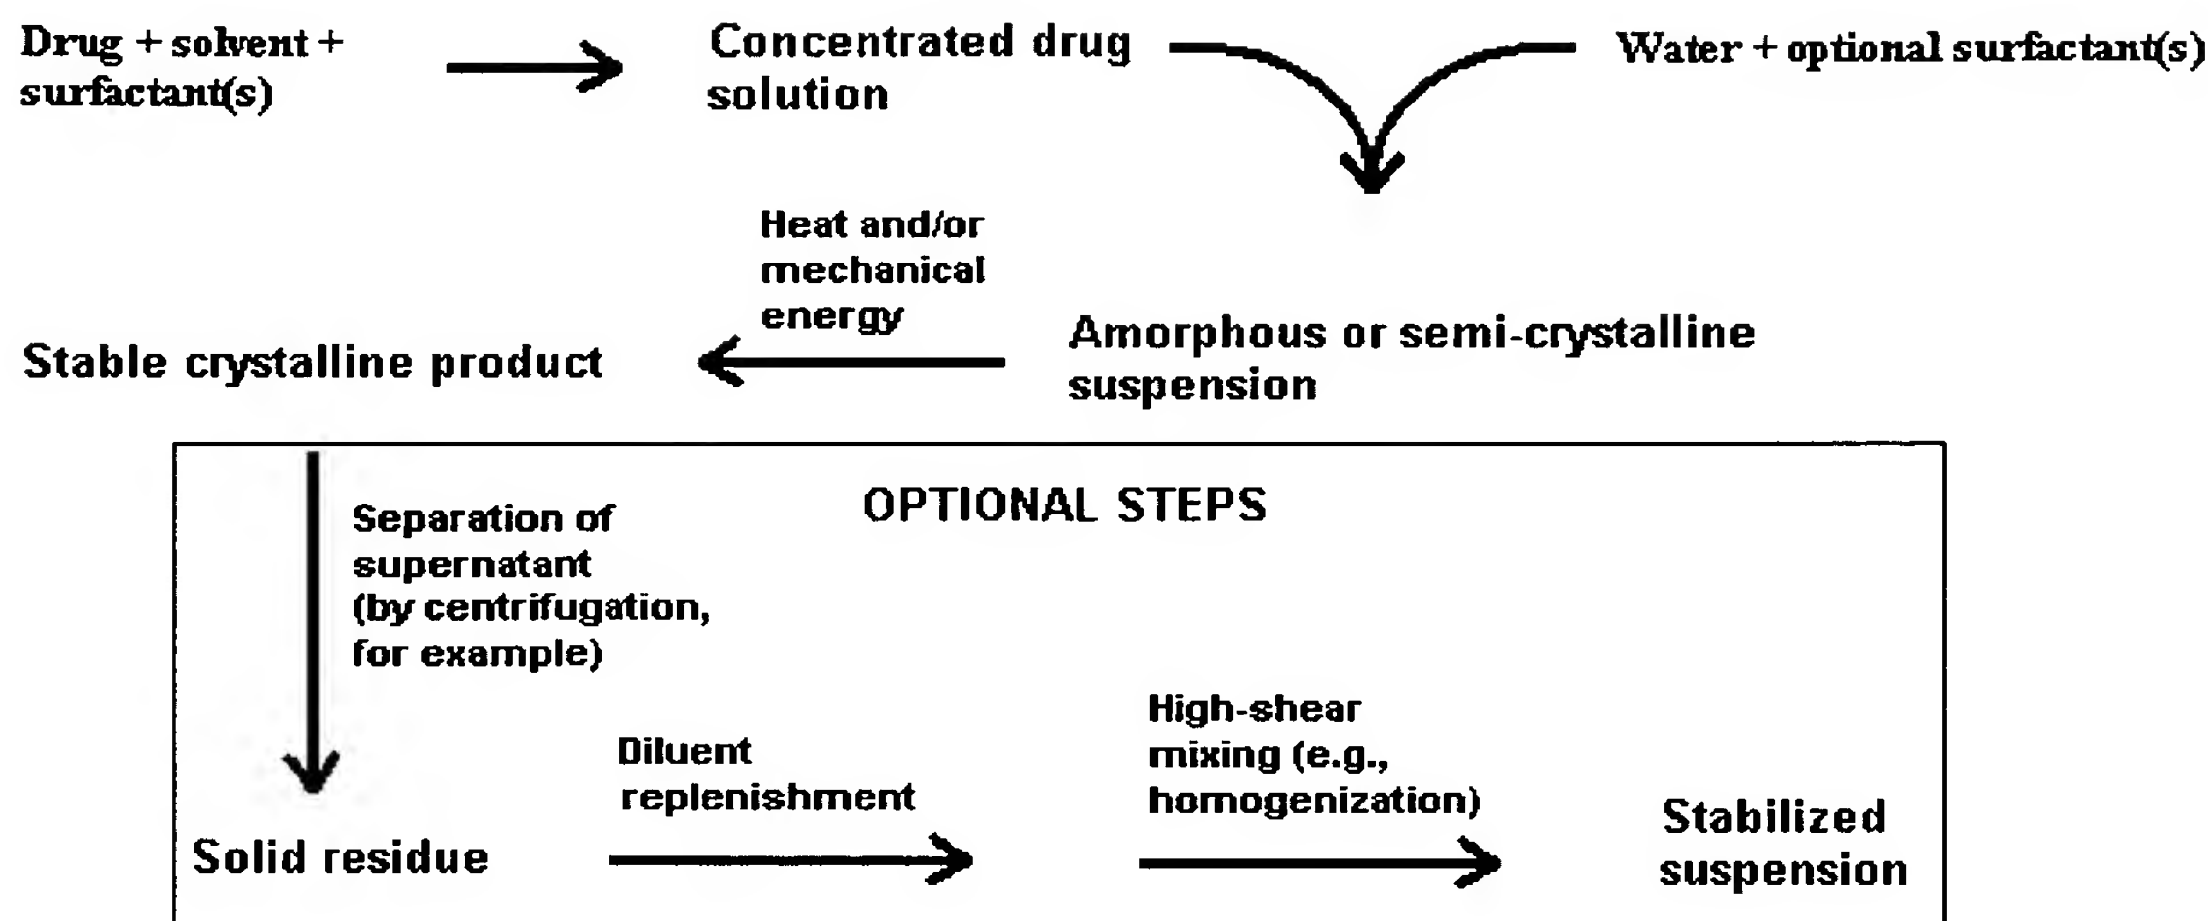 Drug + solvent +
surfactant(s)
Concentrated drug
solution
Water + optional surfactant(s)
Heat and/or
mechanical
energy
Stable crystalline product
Amorphous or semi-crystalline
suspension
OPTIONAL STEPS
Separation of
supernatant
(by centrifugation,
for example)
Solid residue
Diluent
replenishment
High-shear
mixing (e.g.,
homogenization)
Stabilized
suspension